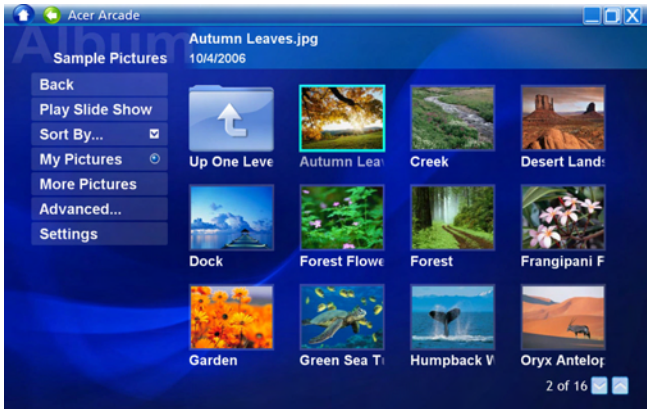 Acer Arcade
Album
Sample Pictures
Autumn Leaves.jpg
10/4/2006
Back
Play Slide Show
Sort By...
My Pictures
More Pictures
Advanced...
Settings
Up One Leve
Autumn Leav
Creek
Desert Lands
Dock
Forest Flowe
Forest
Frangipani F
Garden
Green Sea T
Humpback W
Oryx Antelop
2 of 16